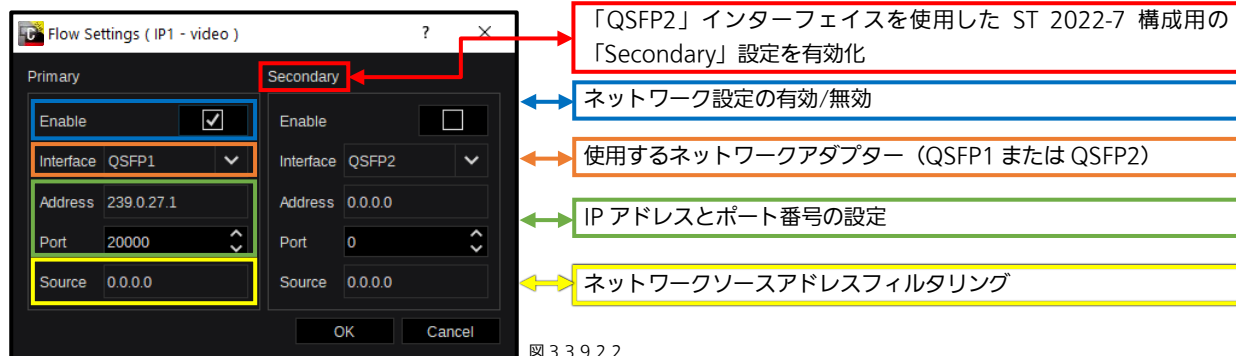 Flow Settings ( IP1 - video )
?
Primary
Secondary
Enable
Enable
Interface QSFP1
Interface QSFP2
Address 239.0.27.1
Address 0.0.0.0
Port 20000
Port 0
Source 0.0.0.0
Source 0.0.0.0
OK Cancel
「QSFP2」インターフェイスを使用した ST 2022-7 構成用の
「Secondary」設定を有効化
ネットワーク設定の有効/無効
使用するネットワークアダプター（QSFP1 または QSFP2）
IP アドレスとポート番号の設定
ネットワークソースアドレスフィルタリング
図 3 3 9 2 2